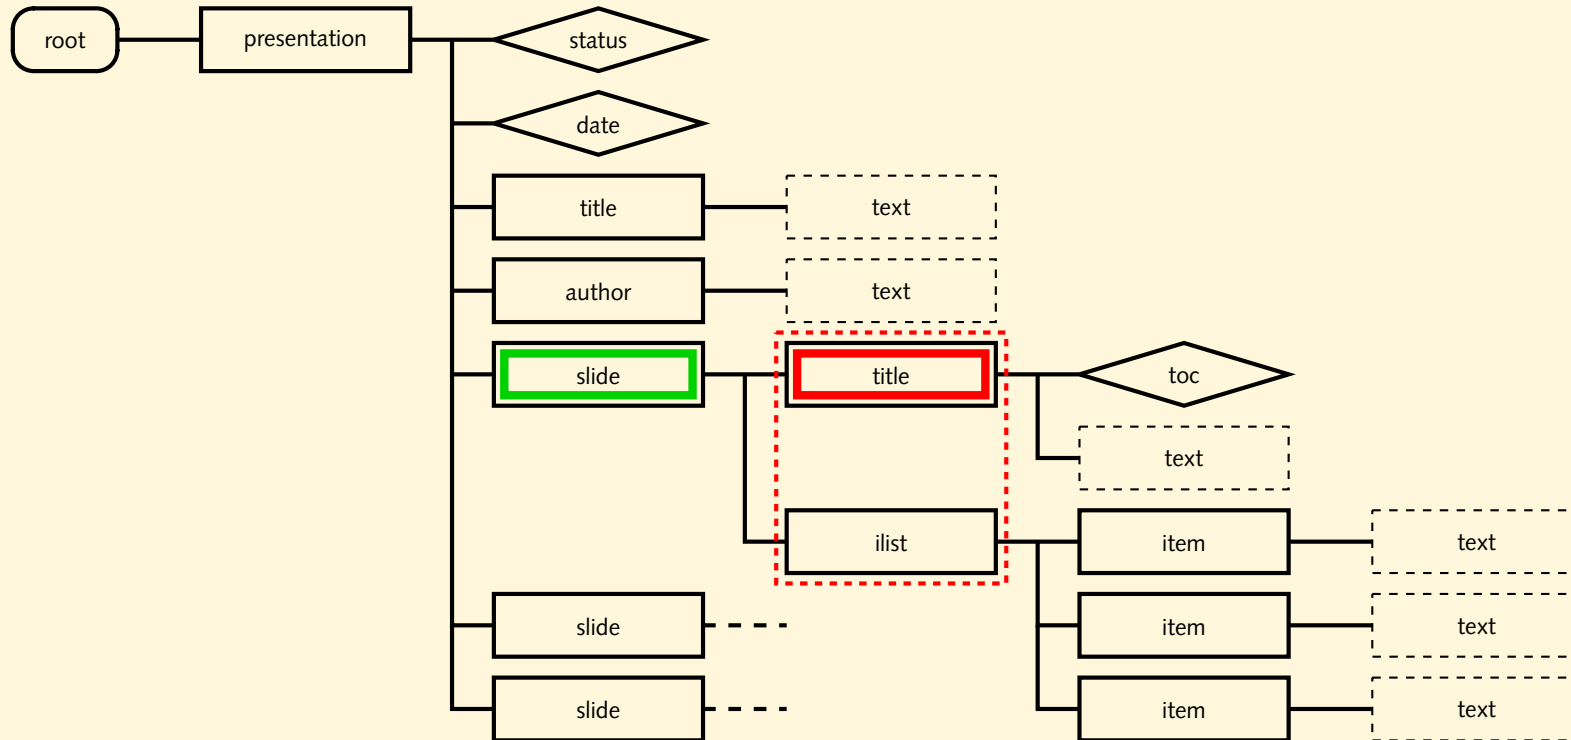 root presentation status
date
title text
author text
slide title toc
text
ilist item text
slide item text
slide item text